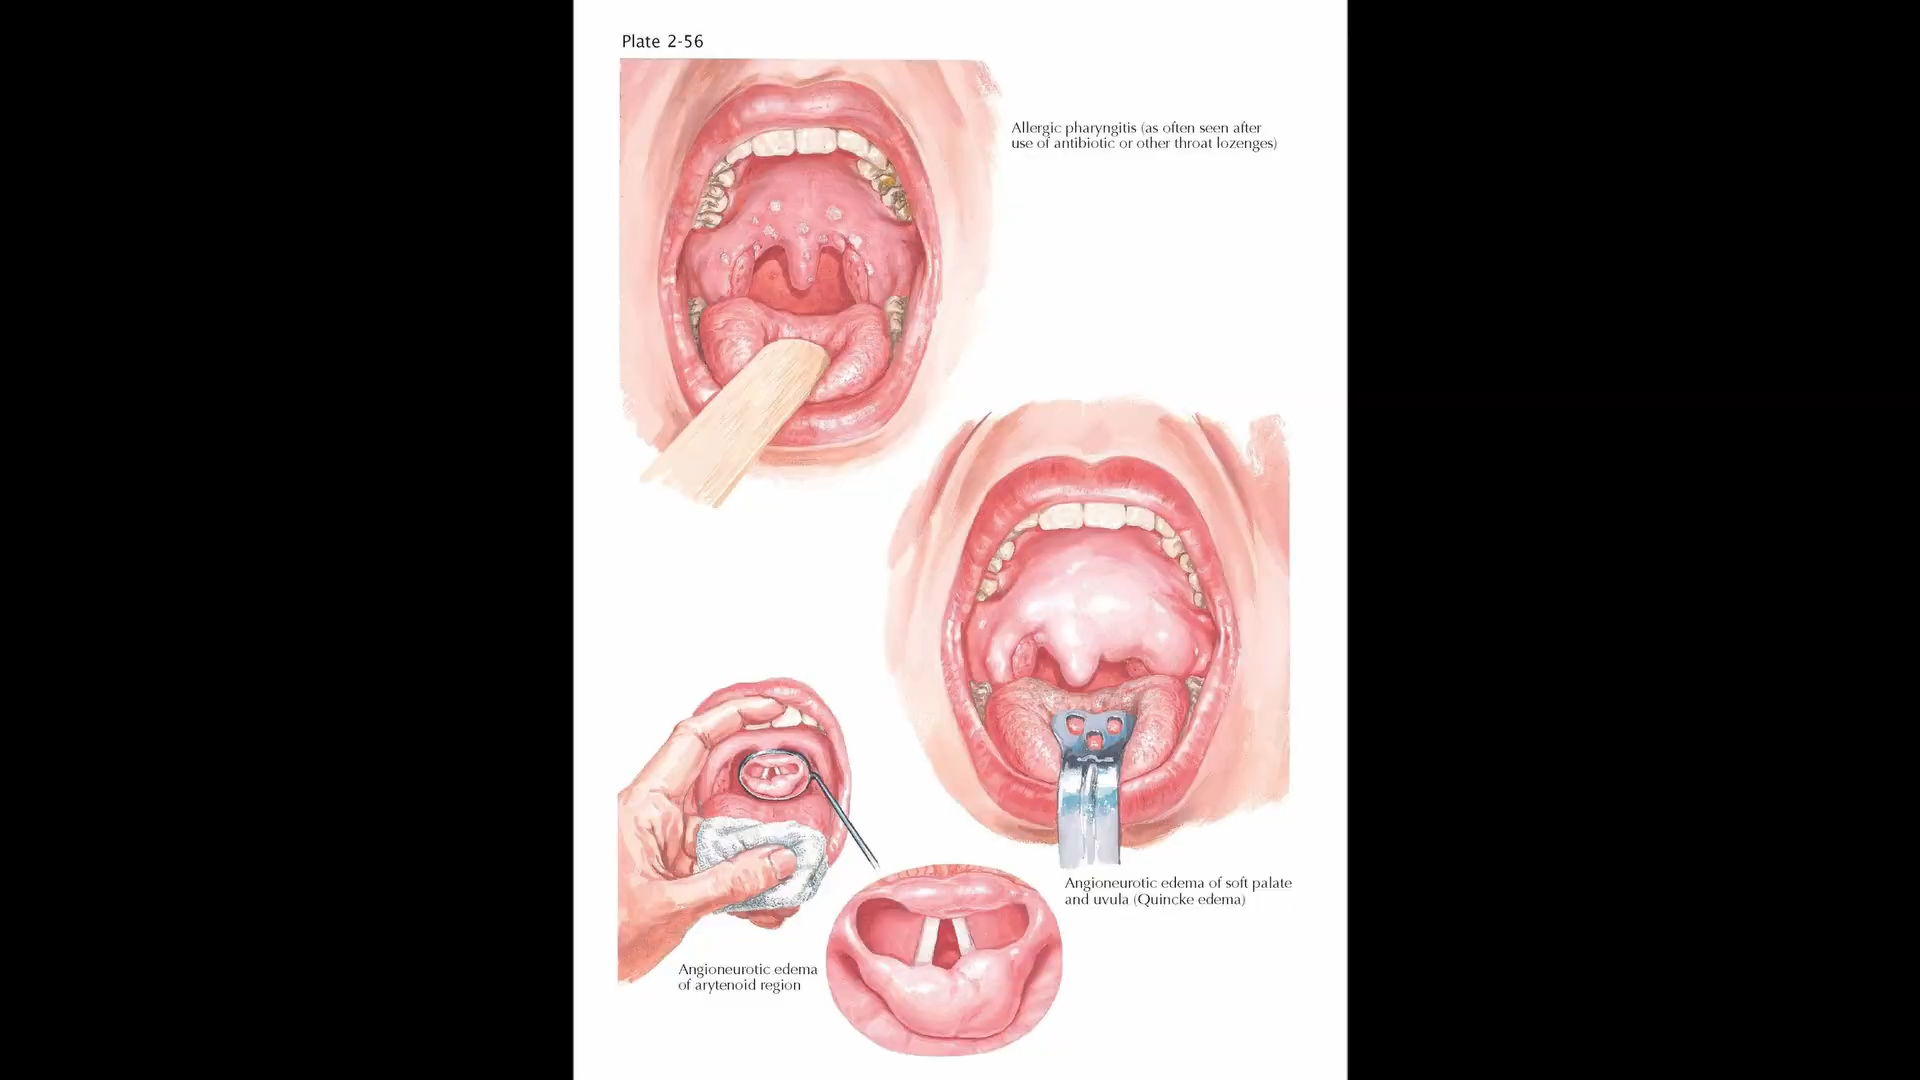 Plate 2-56
Allergic pharyngitis (as often seen after
use of antibiotic or other throat lozenges)
Angioneurotic edema of soft palate
and uvula (Quincke edema)
Angioneurotic edema
of arytenoid region